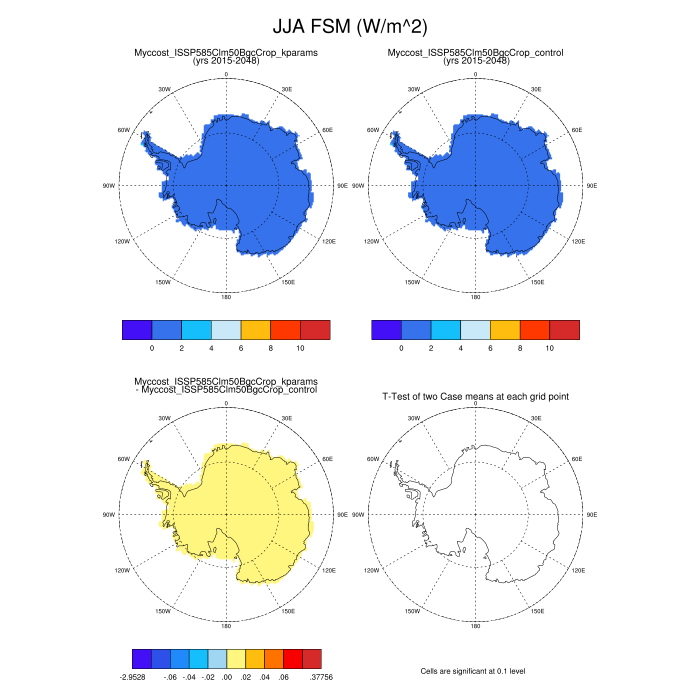 JJA FSM (W/m^2)
Myccost_ISSP585Clm50BgcCrop_kparams
(yrs 2015-2048)
0
30W 30E
60W 60E
90W 90E
120W 120E
150W 150E
180
0 2 4 6 8 10
Myccost_ISSP585Clm50BgcCrop_control
(yrs 2015-2048)
0
30W 30E
60W 60E
90W 90E
120W 120E
150W 150E
180
0 2 4 6 8 10
Myccost_ISSP585Clm50BgcCrop_kparams
- Myccost_ISSP585Clm50BgcCrop_control
0
30W 30E
60W 60E
90W 90E
120W 120E
150W 150E
180
-2.9528 -.06 -.04 -.02 .00 .02 .04 .06 .37756
T-Test of two Case means at each grid point
0
30W 30E
60W 60E
90W 90E
120W 120E
150W 150E
180
Cells are significant at 0.1 level